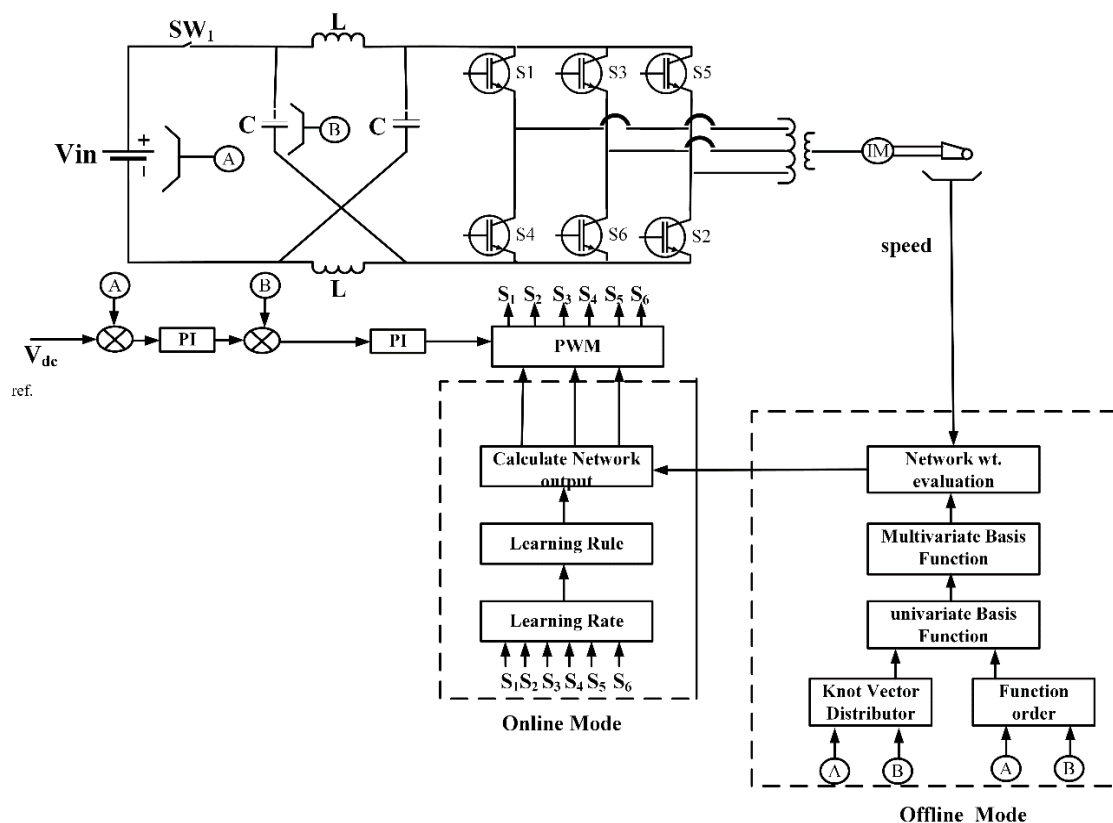 SW1
L
S1
S3
S5
C
B
C
Vin
+
-
A
IM
S4
S6
S2
speed
L
A
B
S1 S2 S3 S4 S5 S6
Vdc
PI
PI
PWM
ref.
Calculate Network
output
Network wt.
evaluation
Learning Rule
Multivariate Basis
Function
Learning Rate
univariate Basis
Function
S1 S2 S3 S4 S5 S6
Knot Vector
Distributor
Function
order
Online Mode
A
B
A
B
Offline Mode